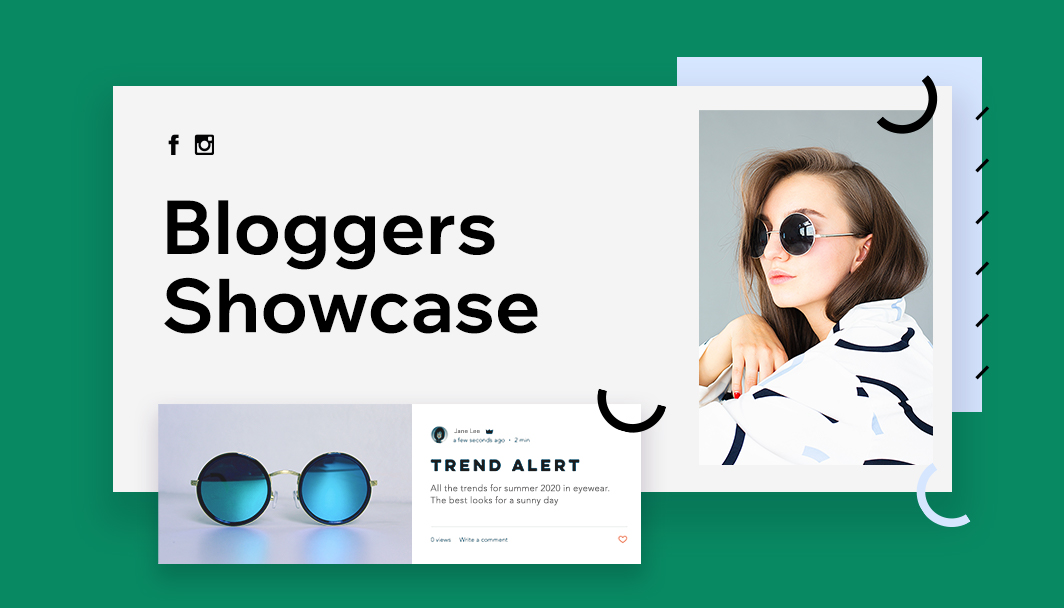 Bloggers
Showcase
Jane Lee
a few seconds ago • 2 min
TREND ALERT
All the trends for summer 2020 in eyewear.
The best looks for a sunny day
0 views Write a comment